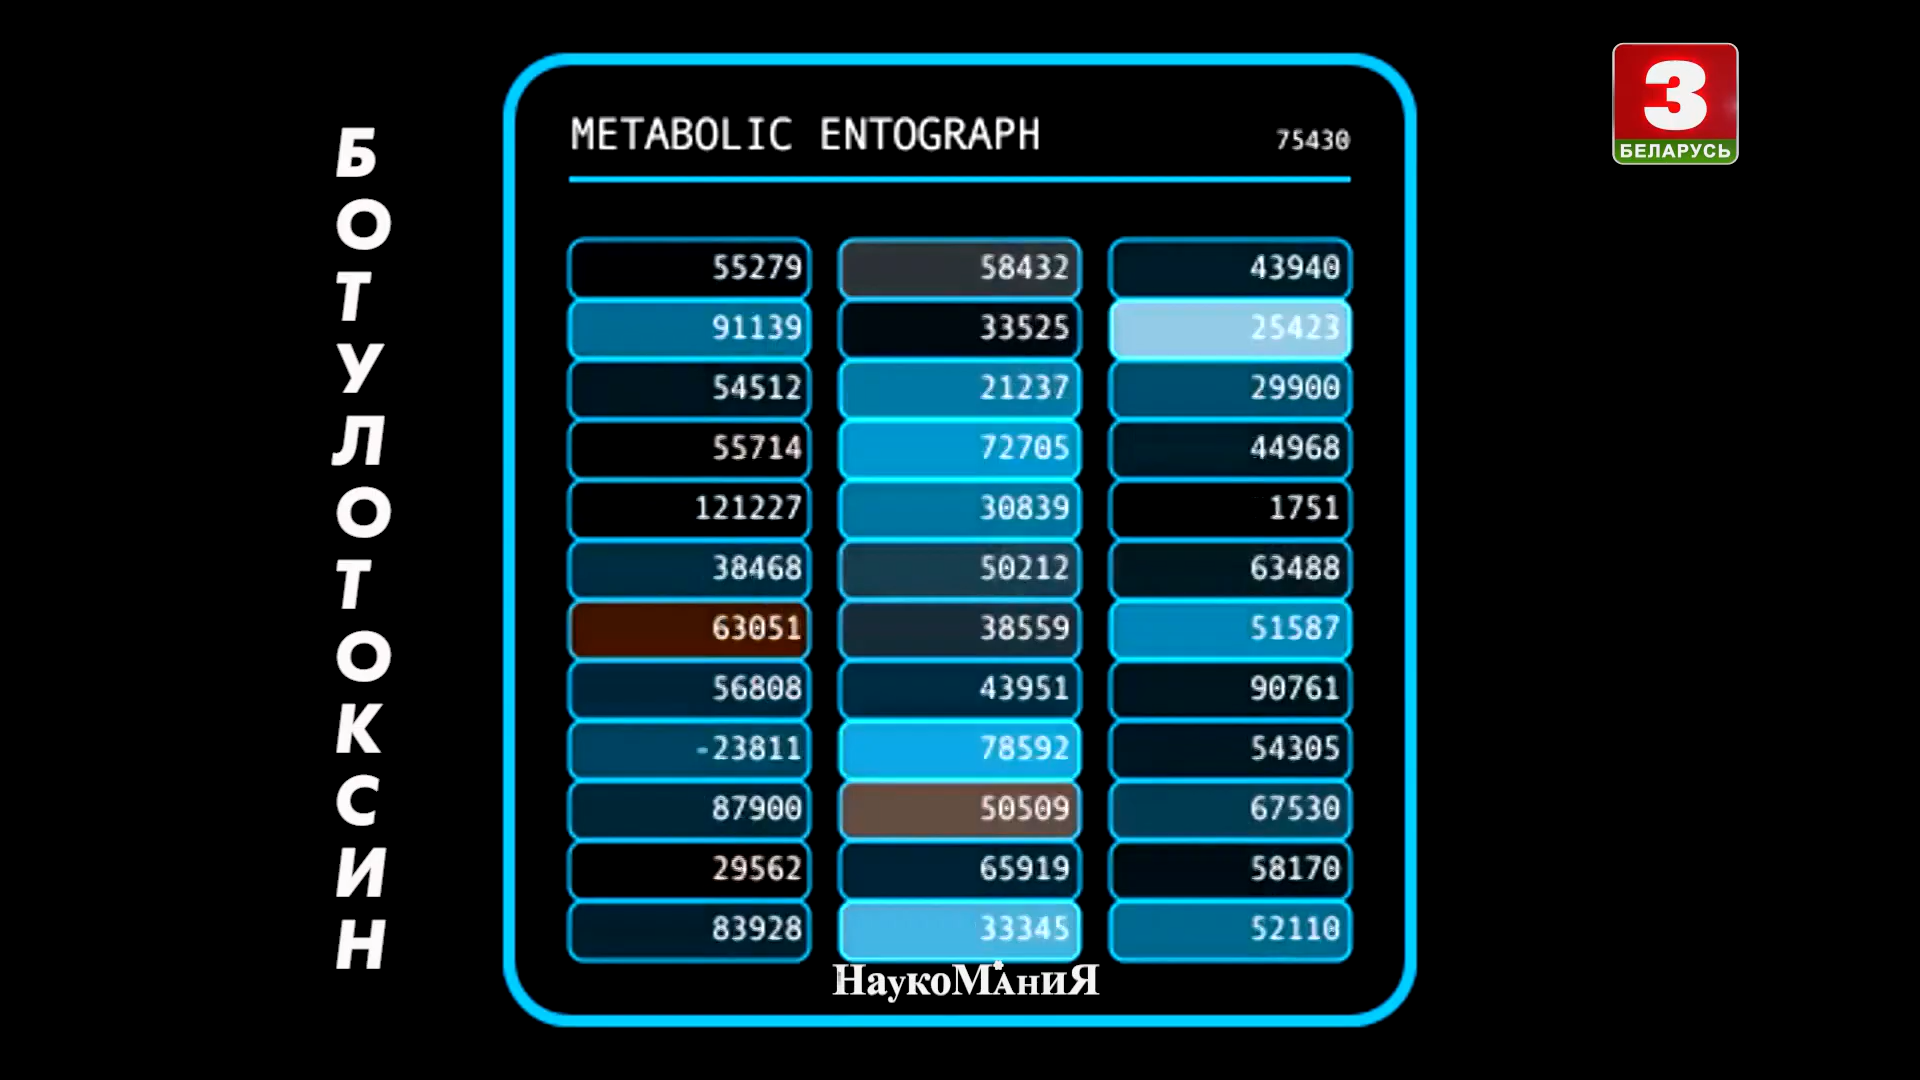 БОТУЛОТОКСИН
METABOLIC ENTOGRAPH 75430
3
БЕЛАРУСЬ
55279 58432 43940
91139 33525 25423
54512 21237 29900
55714 72705 44968
121227 30839 1751
38468 50212 63488
63051 38559 51587
56808 43951 90761
-23811 78592 54305
87900 50509 67530
29562 65919 58170
83928 33345 52110
НаукоМАниЯ